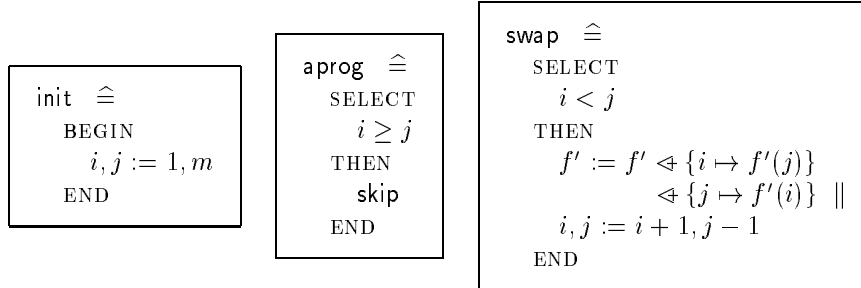 init ≙
BEGIN
i, j := 1, m
END
aprog ≙
SELECT
i ≥ j
THEN
skip
END
swap ≙
SELECT
i < j
THEN
f′ := f′ ⩤ {i ↦ f′(j)}
⩤ {j ↦ f′(i)} ∥
i, j := i + 1, j − 1
END